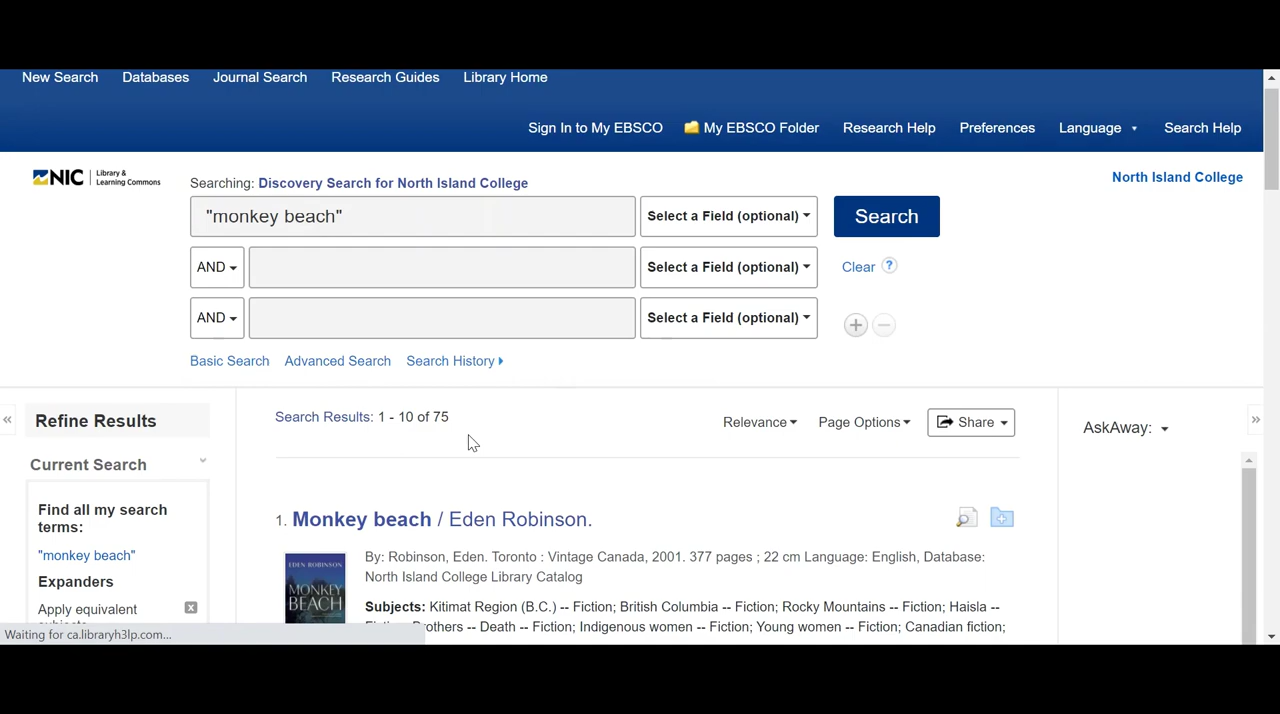 New Search Databases Journal Search Research Guides Library Home
Sign In to My EBSCO My EBSCO Folder Research Help Preferences Language Search Help
NIC Library &
Learning Commons
Searching: Discovery Search for North Island College
North Island College
"monkey beach" Select a Field (optional) Search
AND Select a Field (optional) Clear ?
AND Select a Field (optional)
Basic Search Advanced Search Search History
Refine Results
Search Results: 1 - 10 of 75
Relevance Page Options Share
AskAway:
Current Search
Find all my search
terms:
"monkey beach"
Expanders
Apply equivalent
1. Monkey beach / Eden Robinson.
EDEN ROBINSON
MONKEY
BEACH
By: Robinson, Eden. Toronto : Vintage Canada, 2001. 377 pages ; 22 cm Language: English, Database:
North Island College Library Catalog
Subjects: Kitimat Region (B.C.) -- Fiction; British Columbia -- Fiction; Rocky Mountains -- Fiction; Haisla --
-- Death -- Fiction; Indigenous women -- Fiction; Young women -- Fiction; Canadian fiction;
Waiting for ca.libraryh3lp.com...